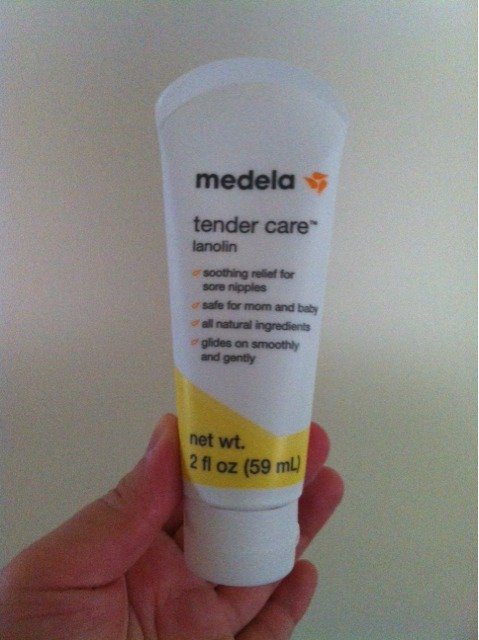 medela
tender care™
lanolin
soothing relief for
sore nipples
safe for mom and baby
all natural ingredients
glides on smoothly
and gently
net wt.
2 fl oz (59 mL)